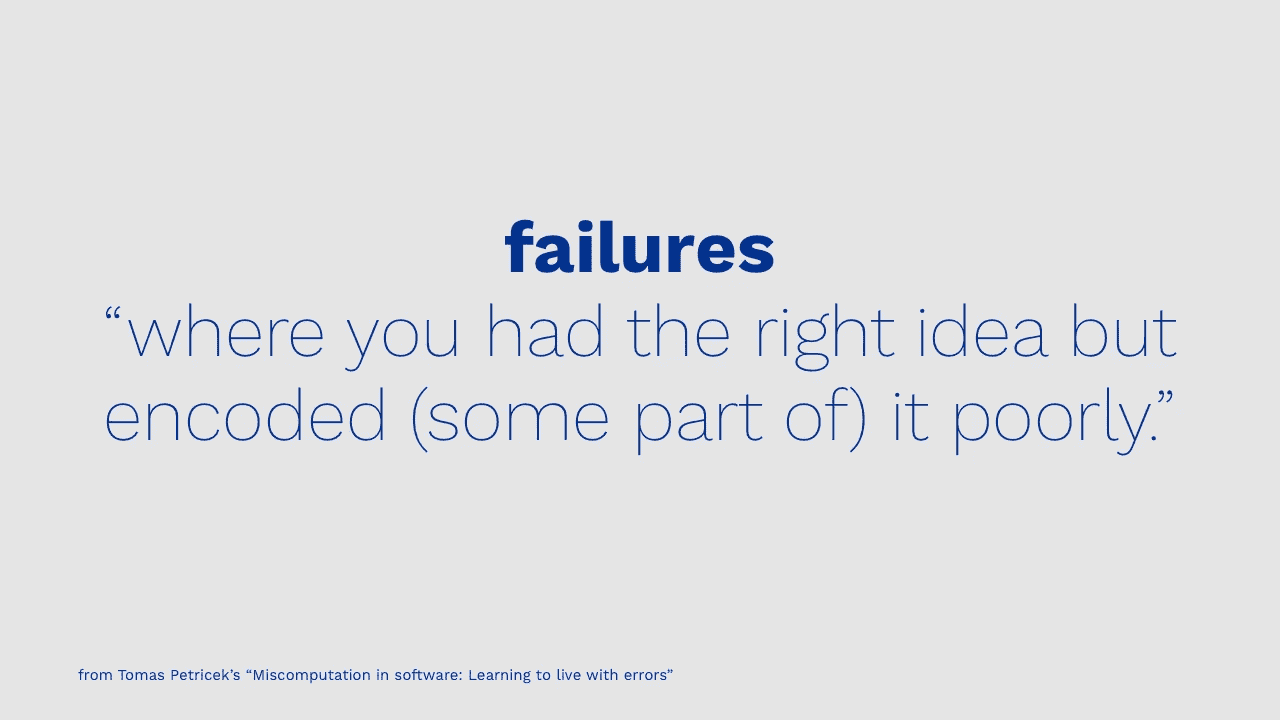 failures
“where you had the right idea but
encoded (some part of) it poorly.”
from Tomas Petricek’s “Miscomputation in software: Learning to live with errors”